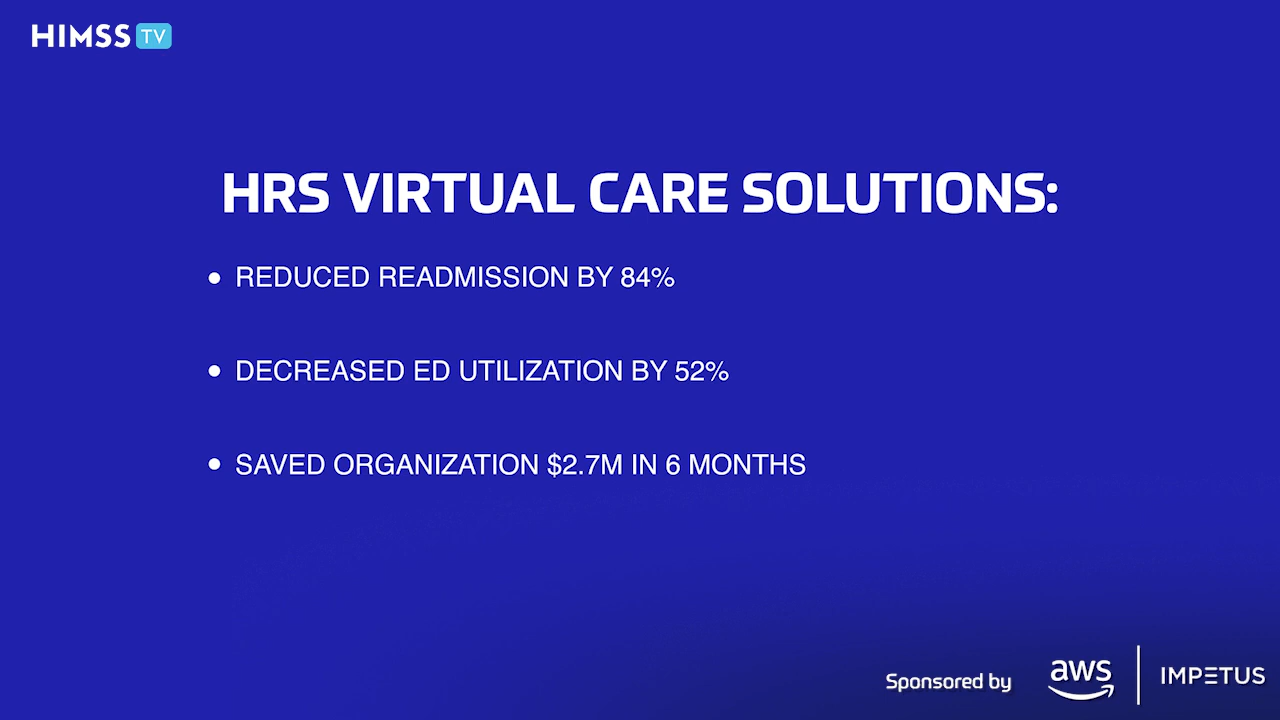 HIMSS TV
HRS VIRTUAL CARE SOLUTIONS:
• REDUCED READMISSION BY 84%
• DECREASED ED UTILIZATION BY 52%
• SAVED ORGANIZATION $2.7M IN 6 MONTHS
Sponsored by aws | IMPETUS